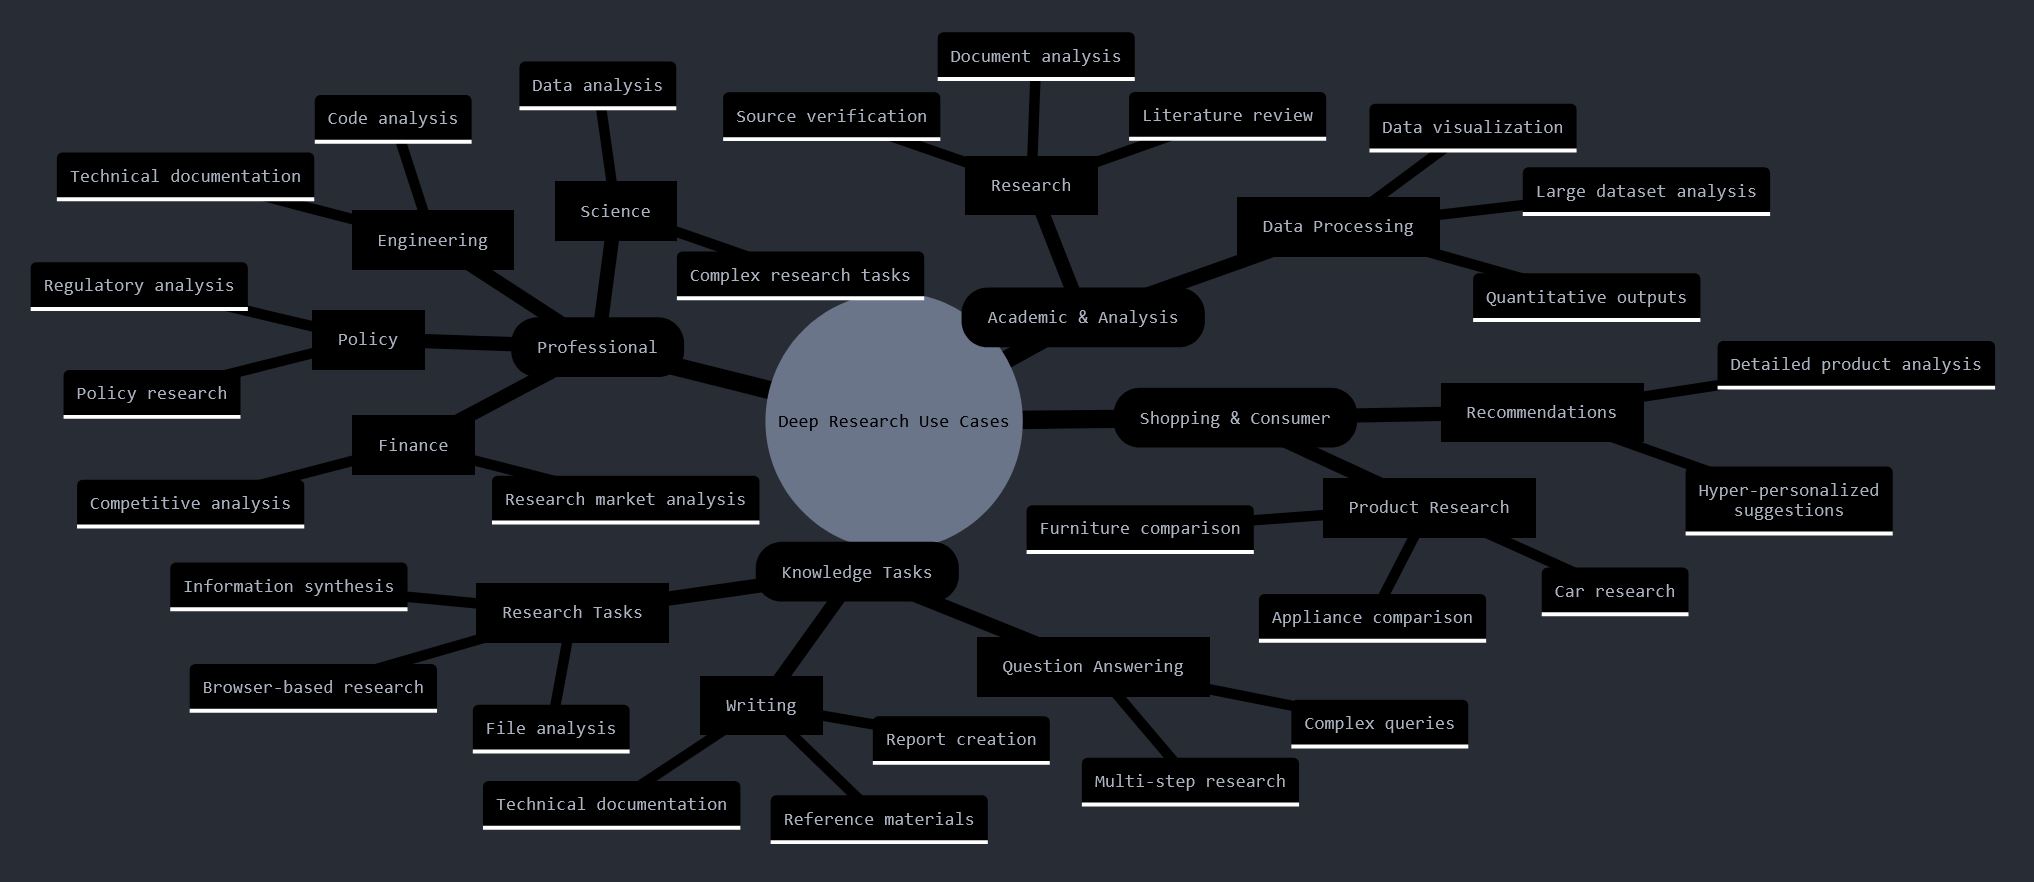 Document analysis
Data analysis
Source verification
Literature review
Code analysis
Data visualization
Technical documentation
Research
Large dataset analysis
Science
Data Processing
Engineering
Complex research tasks
Regulatory analysis
Quantitative outputs
Academic & Analysis
Policy
Professional
Detailed product analysis
Policy research
Recommendations
Shopping & Consumer
Deep Research Use Cases
Finance
Hyper-personalized
suggestions
Competitive analysis
Research market analysis
Product Research
Furniture comparison
Knowledge Tasks
Information synthesis
Car research
Research Tasks
Appliance comparison
Question Answering
Browser-based research
Writing
Complex queries
File analysis
Report creation
Multi-step research
Technical documentation
Reference materials